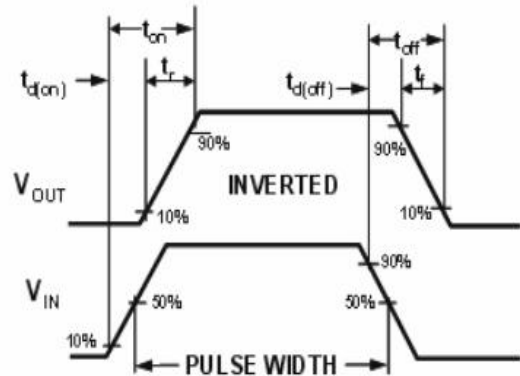 ton
toff
tr
tf
td(on)
td(off)
90%
90%
VOUT
INVERTED
10%
10%
90%
VIN
50%
50%
10%
PULSE WIDTH